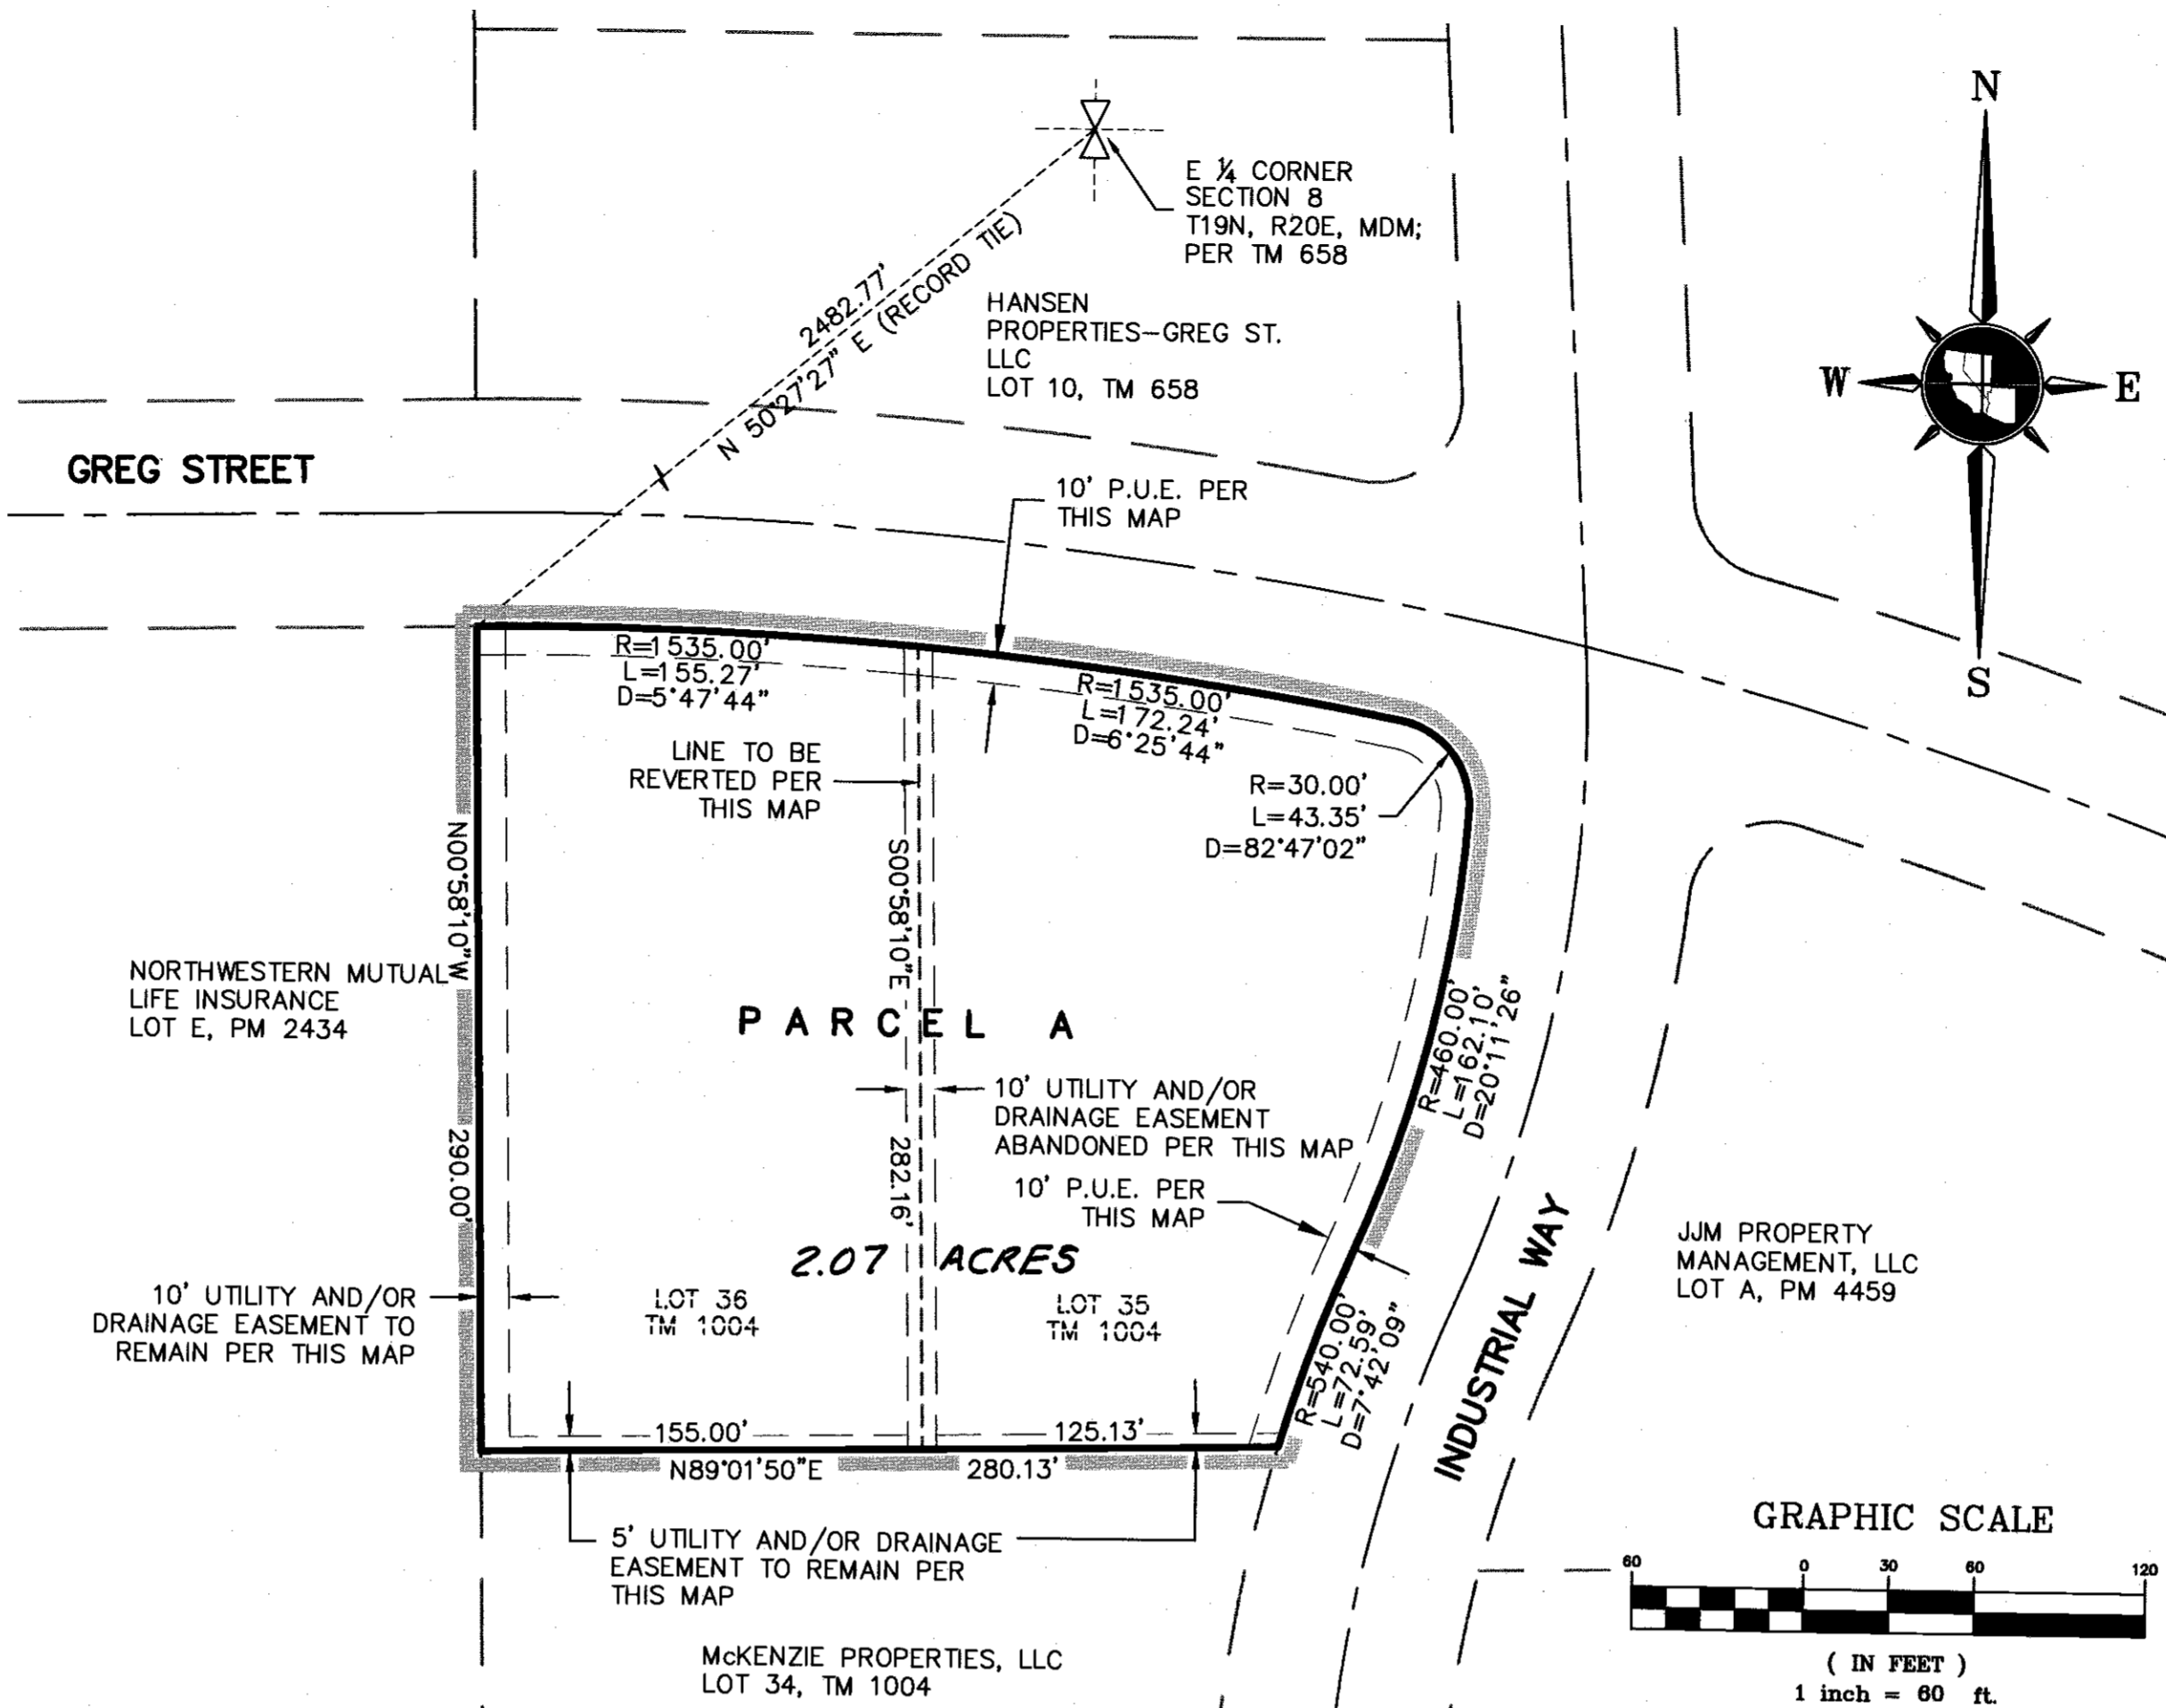 N
W
E
S
E ¼ CORNER
SECTION 8
T19N, R20E, MDM;
PER TM 658
2482.77'
N 50°27'27" E (RECORD TIE)
HANSEN
PROPERTIES-GREG ST.
LLC
LOT 10, TM 658
GREG STREET
10' P.U.E. PER
THIS MAP
R=1535.00'
L=155.27'
D=5°47'44"
R=1535.00'
L=172.24'
D=6°25'44"
LINE TO BE
REVERTED PER
THIS MAP
R=30.00'
L=43.35'
D=82°47'02"
N00°58'10"W
290.00'
S00°58'10"E
282.16'
NORTHWESTERN MUTUAL
LIFE INSURANCE
LOT E, PM 2434
PARCEL A
R=460.00'
L=162.10'
D=20°11'26"
10' UTILITY AND/OR
DRAINAGE EASEMENT
ABANDONED PER THIS MAP
10' P.U.E. PER
THIS MAP
2.07 ACRES
JJM PROPERTY
MANAGEMENT, LLC
LOT A, PM 4459
INDUSTRIAL WAY
10' UTILITY AND/OR
DRAINAGE EASEMENT TO
REMAIN PER THIS MAP
LOT 36
TM 1004
LOT 35
TM 1004
R=540.00'
L=72.59'
D=7°42'09"
155.00'
125.13'
N89°01'50"E
280.13'
5' UTILITY AND/OR DRAINAGE
EASEMENT TO REMAIN PER
THIS MAP
McKENZIE PROPERTIES, LLC
LOT 34, TM 1004
GRAPHIC SCALE
60 0 30 60 120
( IN FEET )
1 inch = 60 ft.